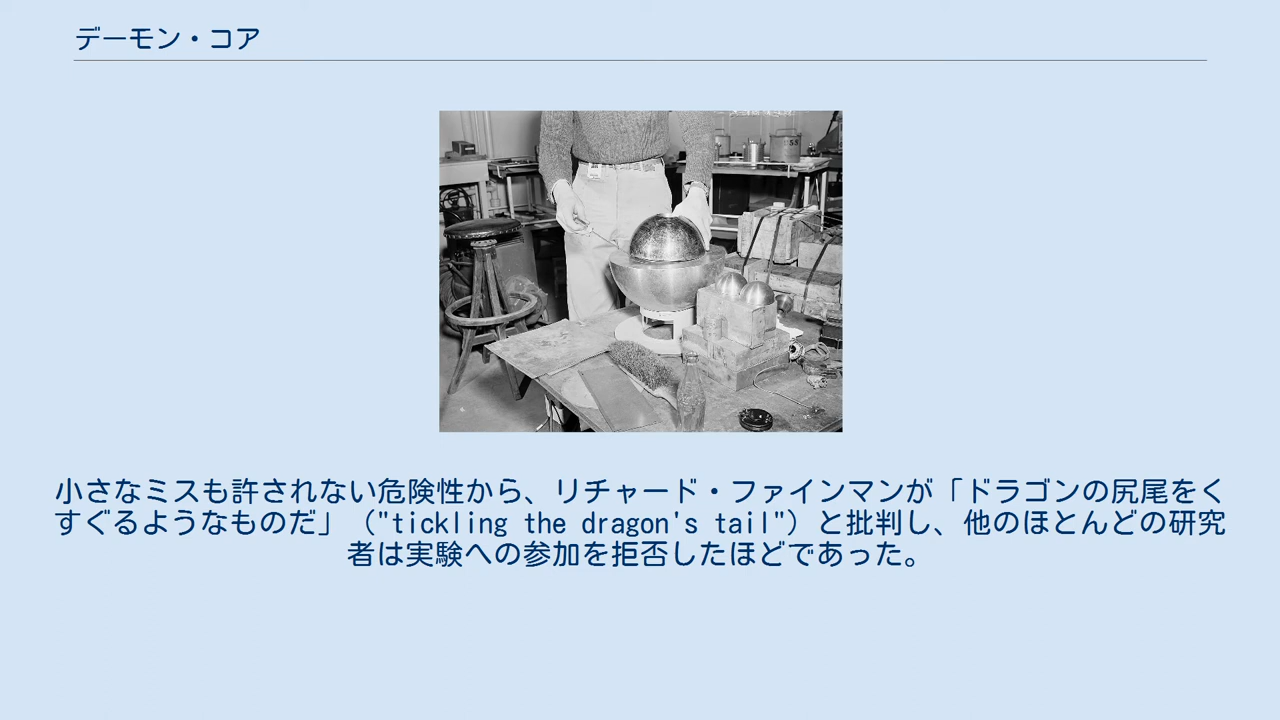 デーモン・コア
小さなミスも許されない危険性から、リチャード・ファインマンが「ドラゴンの尻尾をく
すぐるようなものだ」（"tickling the dragon's tail"）と批判し、他のほとんどの研究
者は実験への参加を拒否したほどであった。